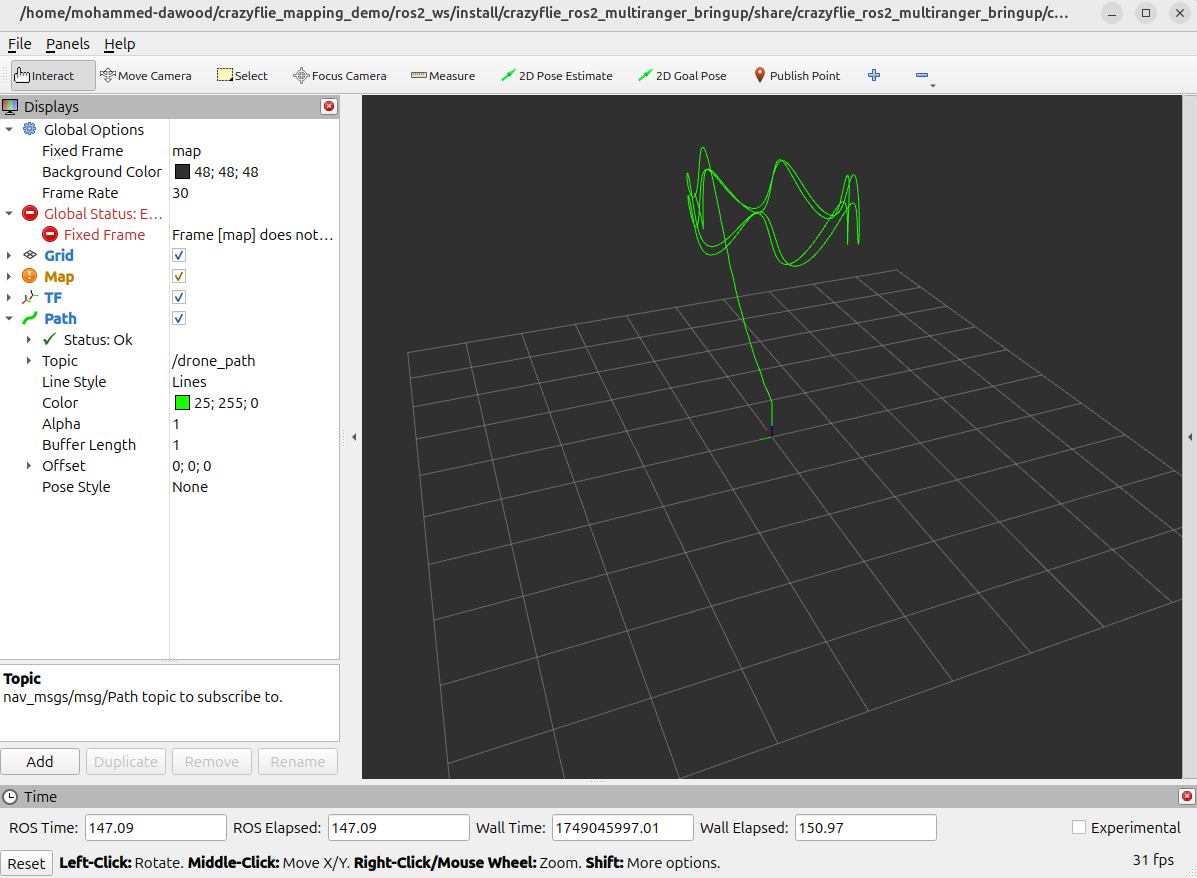 /home/mohammed-dawood/crazyflie_mapping_demo/ros2_ws/install/crazyflie_ros2_multiranger_bringup/share/crazyflie_ros2_multiranger_bringup/c...
File Panels Help
Interact Move Camera Select Focus Camera Measure 2D Pose Estimate 2D Goal Pose Publish Point
Displays
Global Options
Fixed Frame map
Background Color 48; 48; 48
Frame Rate 30
Global Status: E...
Fixed Frame Frame [map] does not...
Grid
Map
TF
Path
Status: Ok
Topic /drone_path
Line Style Lines
Color 25; 255; 0
Alpha 1
Buffer Length 1
Offset 0; 0; 0
Pose Style None
Topic
nav_msgs/msg/Path topic to subscribe to.
Add Duplicate Remove Rename
Time
ROS Time: 147.09 ROS Elapsed: 147.09 Wall Time: 1749045997.01 Wall Elapsed: 150.97 Experimental
Reset Left-Click: Rotate. Middle-Click: Move X/Y. Right-Click/Mouse Wheel: Zoom. Shift: More options. 31 fps